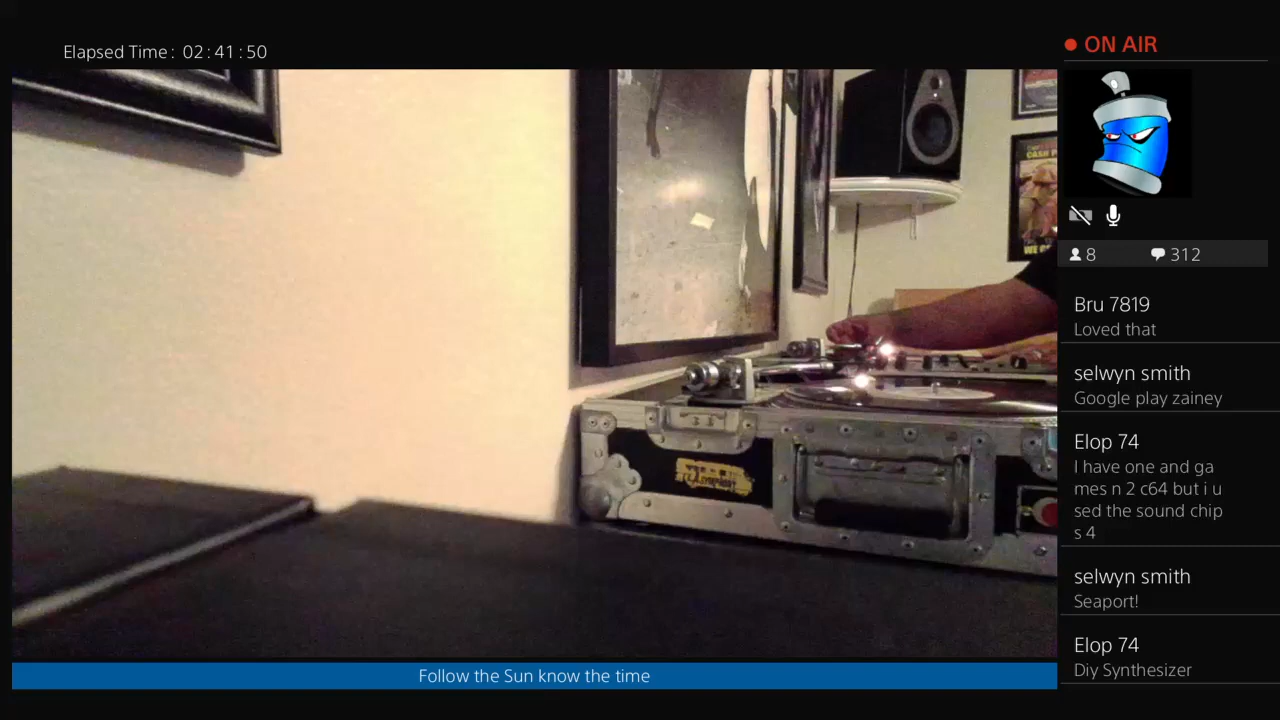 Elapsed Time: 02:41:50
ON AIR
8 312
Bru 7819
Loved that
selwyn smith
Google play zainey
Elop 74
I have one and ga
mes n 2 c64 but i u
sed the sound chip
s 4
selwyn smith
Seaport!
Elop 74
Diy Synthesizer
CASH
WE
Follow the Sun know the time